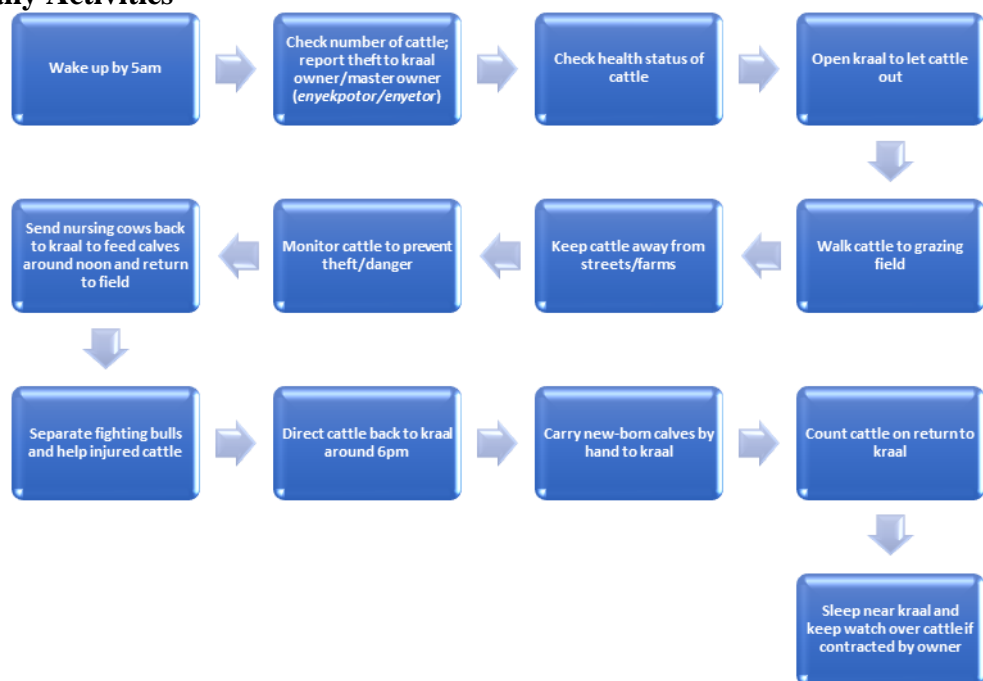 Activities
Wake up by 5am
Check number of cattle;
report theft to kraal
owner/master owner
(enyekpotor/enyetor)
Check health status of
cattle
Open kraal to let cattle
out
Walk cattle to grazing
field
Keep cattle away from
streets/farms
Monitor cattle to prevent
theft/danger
Send nursing cows back
to kraal to feed calves
around noon and return
to field
Separate fighting bulls
and help injured cattle
Direct cattle back to kraal
around 6pm
Carry new-born calves by
hand to kraal
Count cattle on return to
kraal
Sleep near kraal and
keep watch over cattle if
contracted by owner